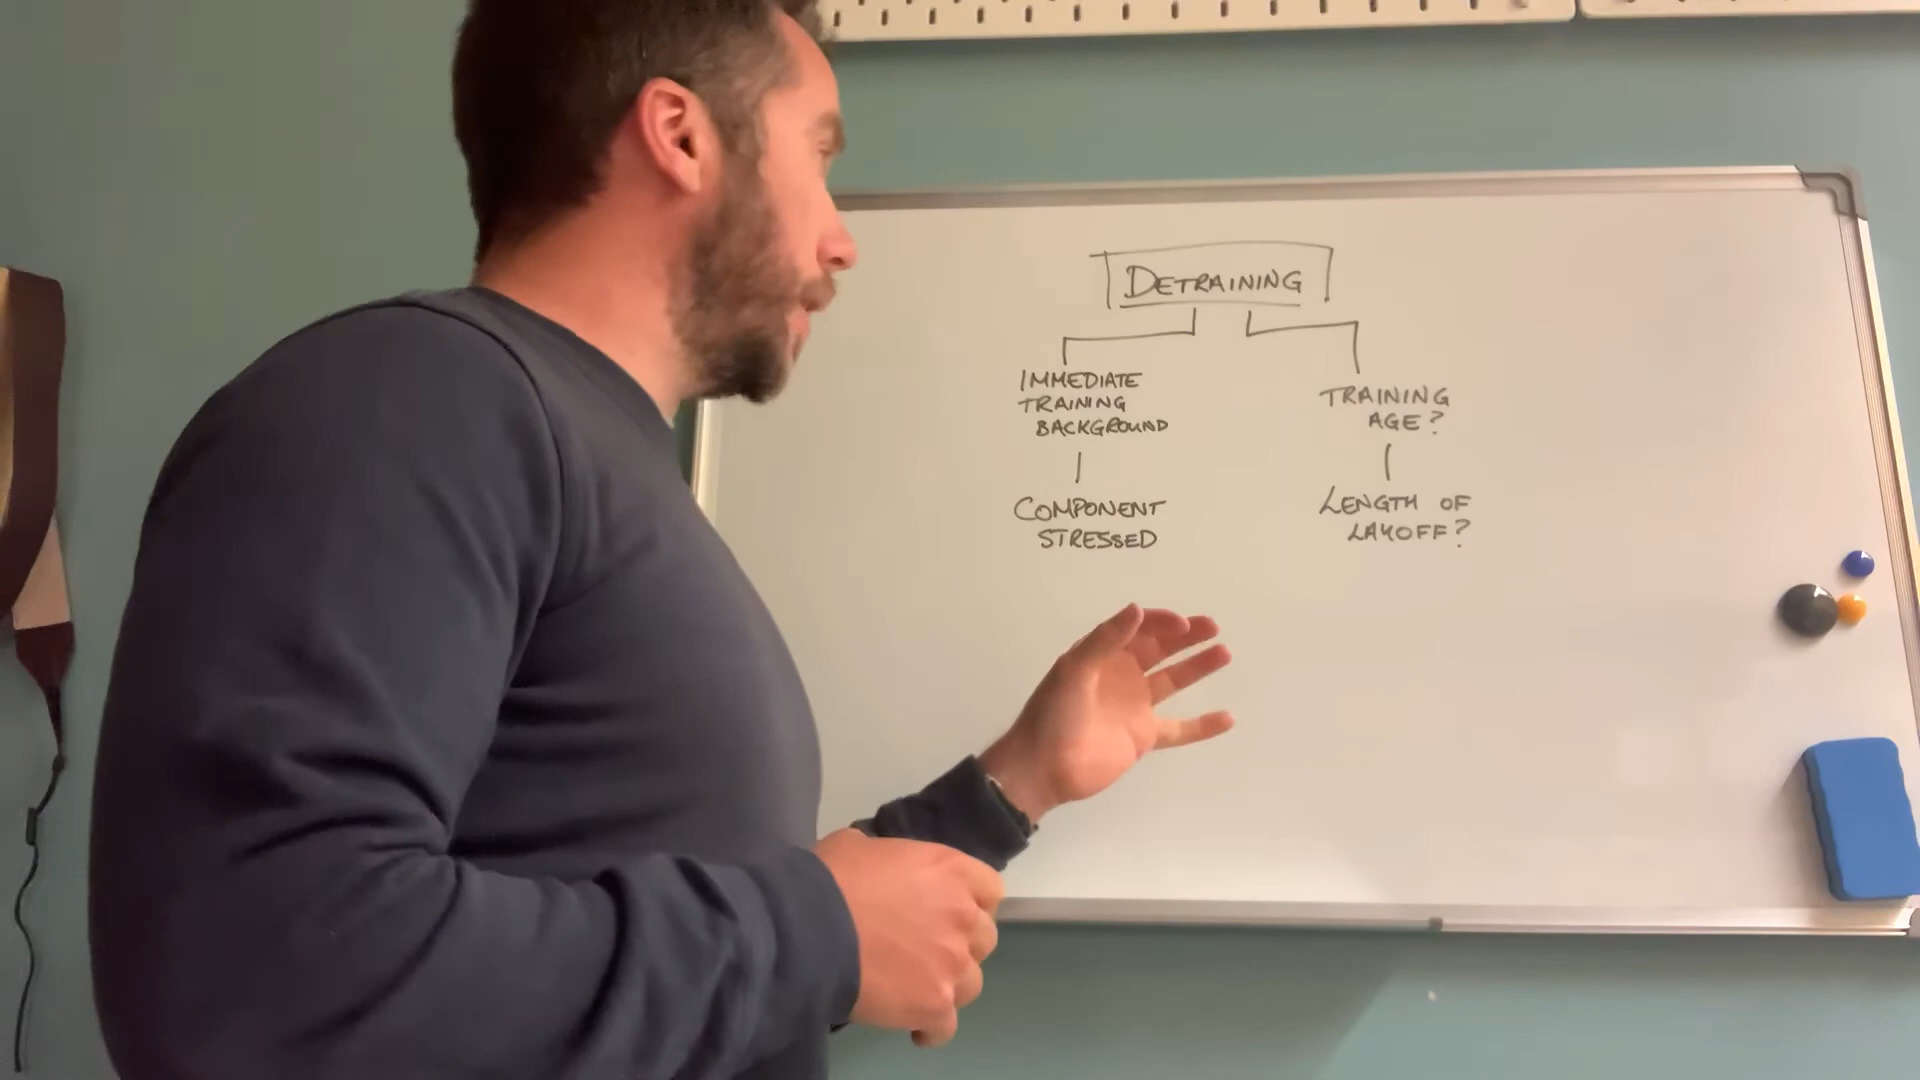 DETRAINING
IMMEDIATE
TRAINING
BACKGROUND
COMPONENT
STRESSED
TRAINING
AGE?
LENGTH OF
LAYOFF?